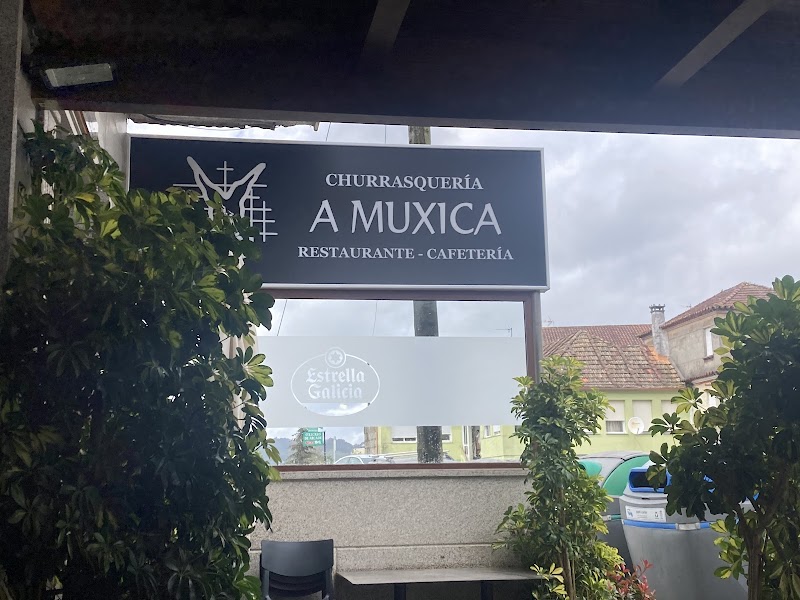 CHURRASQUERÍA
A MUXICA
RESTAURANTE - CAFETERÍA
Estrella
Galicia